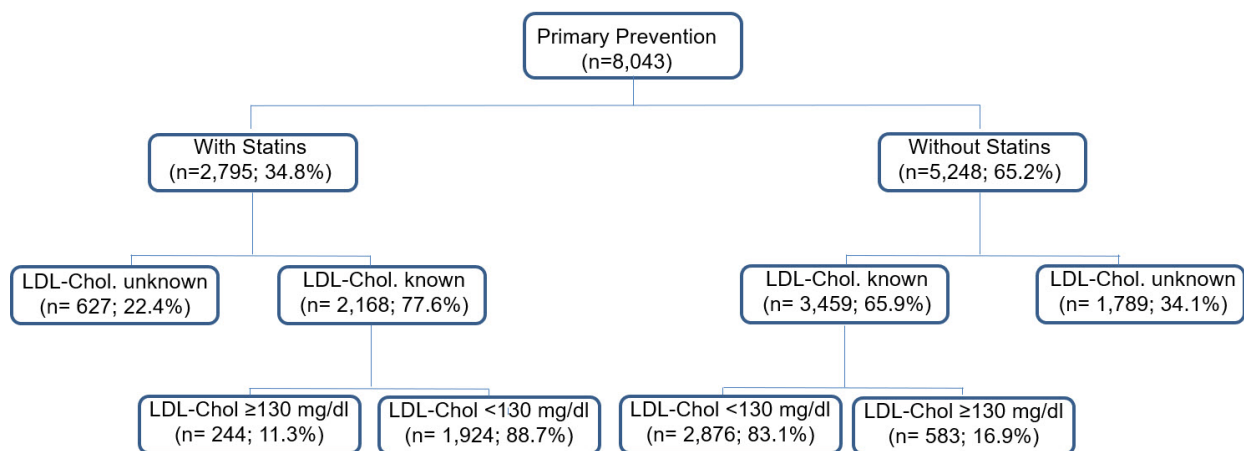 Primary Prevention
(n=8,043)
With Statins
(n=2,795; 34.8%)
Without Statins
(n=5,248; 65.2%)
LDL-Chol. unknown
(n= 627; 22.4%)
LDL-Chol. known
(n= 2,168; 77.6%)
LDL-Chol. known
(n= 3,459; 65.9%)
LDL-Chol. unknown
(n= 1,789; 34.1%)
LDL-Chol ≥130 mg/dl
(n= 244; 11.3%)
LDL-Chol <130 mg/dl
(n= 1,924; 88.7%)
LDL-Chol <130 mg/dl
(n= 2,876; 83.1%)
LDL-Chol ≥130 mg/dl
(n= 583; 16.9%)